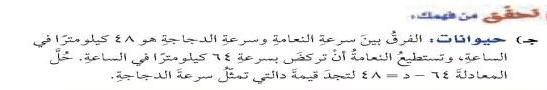 تحقق من فهمك:
جـ) حيوانات: الفرقُ بينَ سرعةِ النعامةِ وسرعةِ الدجاجةِ هو ٤٨ كيلومترًا في
الساعةِ، وتستطيعُ النعامةُ أنْ تركضَ بسرعةِ ٦٤ كيلومترًا في الساعةِ. حُلَّ
المعادلةَ ٦٤ − د = ٤٨ لتجدَ قيمةَ د التي تمثّلُ سرعةَ الدجاجةِ.